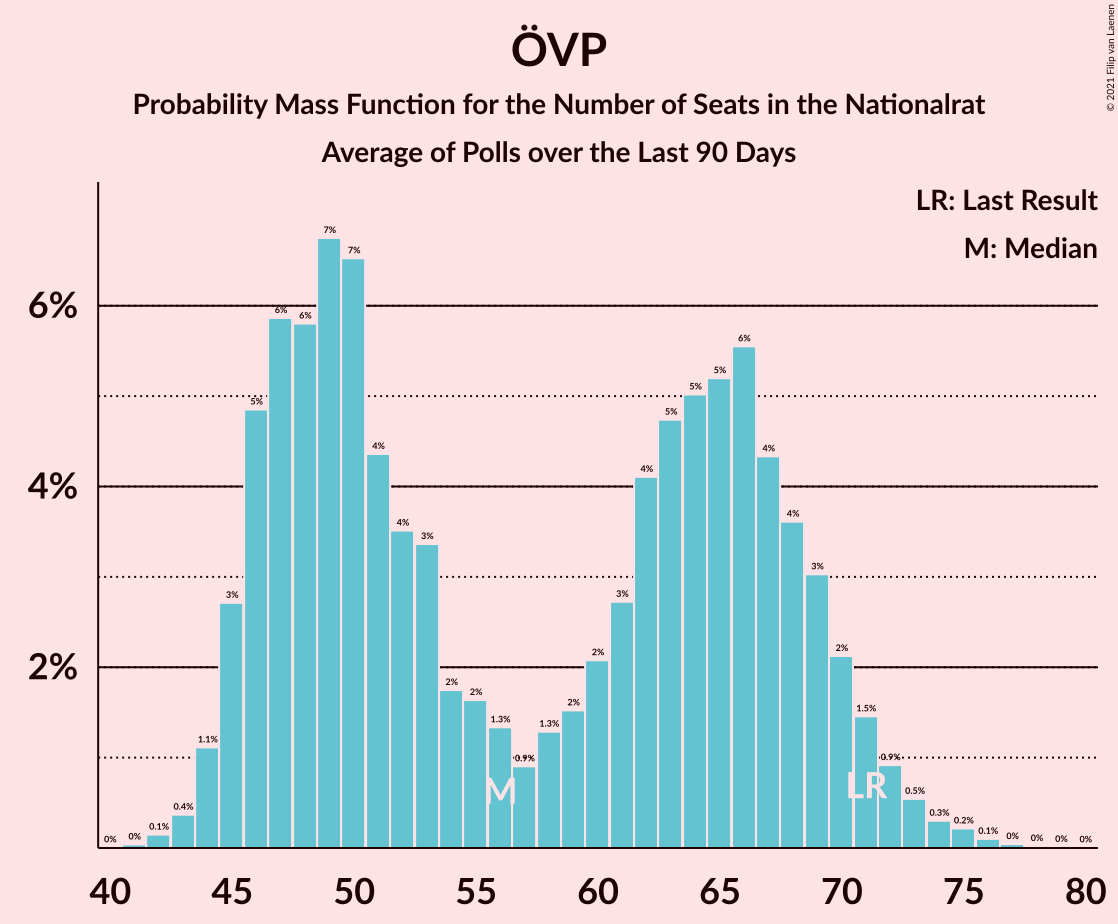 © 2021 Filip van Laenen
ÖVP
Probability Mass Function for the Number of Seats in the Nationalrat
Average of Polls over the Last 90 Days
LR: Last Result
M: Median
6%
4%
2%
0% 0% 0.1% 0.4% 1.1% 3% 5% 6% 6% 7% 7% 4% 4% 3% 2% 2% 1.3% 0.9% 1.3% 2% 2% 3% 4% 5% 5% 5% 6% 4% 4% 3% 2% 1.5% 0.9% 0.5% 0.3% 0.2% 0.1% 0% 0% 0% 0%
M LR
40 45 50 55 60 65 70 75 80